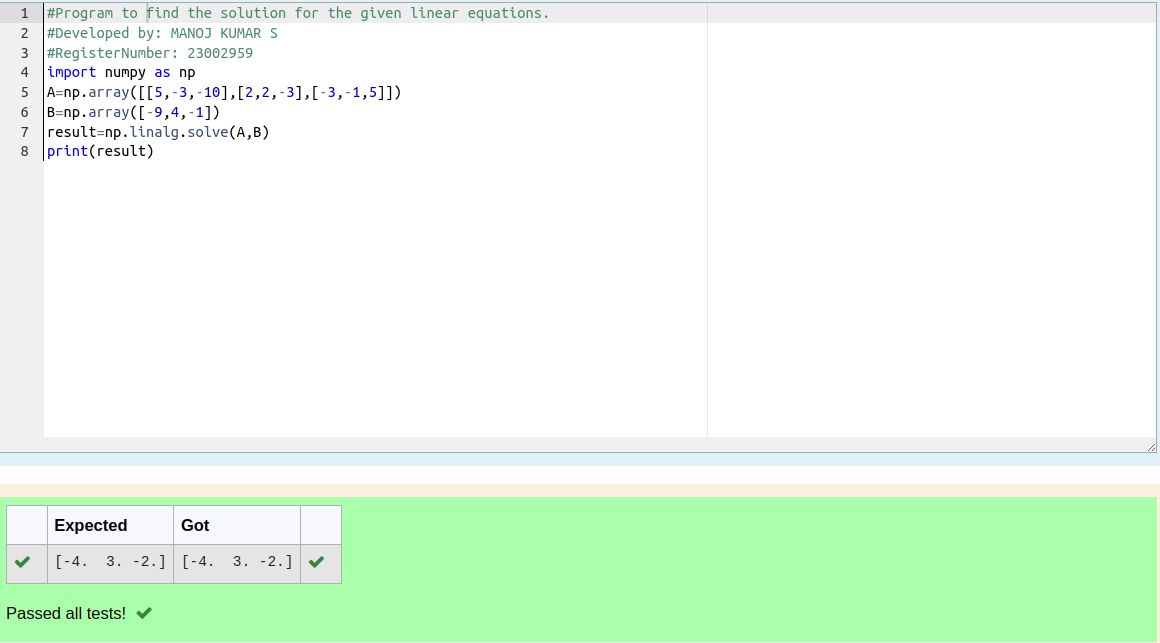 1 #Program to find the solution for the given linear equations.
2 #Developed by: MANOJ KUMAR S
3 #RegisterNumber: 23002959
4 import numpy as np
5 A=np.array([[5,-3,-10],[2,2,-3],[-3,-1,5]])
6 B=np.array([-9,4,-1])
7 result=np.linalg.solve(A,B)
8 print(result)
Expected Got
[-4.  3. -2.] [-4.  3. -2.]
Passed all tests!